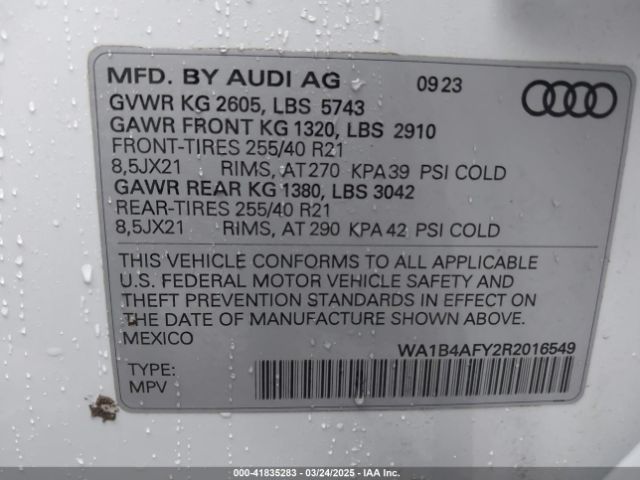 MFD. BY AUDI AG 09 23
GVWR KG 2605, LBS 5743
GAWR FRONT KG 1320, LBS 2910
FRONT-TIRES 255/40 R21
8,5JX21 RIMS, AT 270 KPA 39 PSI COLD
GAWR REAR KG 1380, LBS 3042
REAR-TIRES 255/40 R21
8,5JX21 RIMS, AT 290 KPA 42 PSI COLD
THIS VEHICLE CONFORMS TO ALL APPLICABLE
U.S. FEDERAL MOTOR VEHICLE SAFETY AND
THEFT PREVENTION STANDARDS IN EFFECT ON
THE DATE OF MANUFACTURE SHOWN ABOVE.
MEXICO
WA1B4AFY2R2016549
TYPE:
MPV
000-41835283 - 03/24/2025 - IAA Inc.